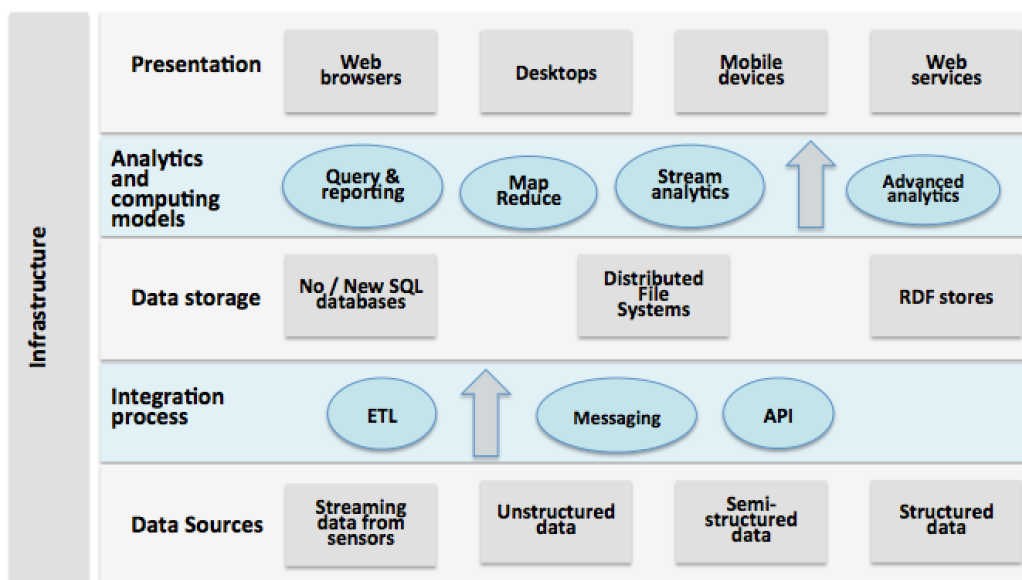 Infrastructure
Presentation
Web
browsers
Desktops
Mobile
devices
Web
services
Analytics
and
computing
models
Query &
reporting
Map
Reduce
Stream
analytics
Advanced
analytics
Data storage
No / New SQL
databases
Distributed
File
Systems
RDF stores
Integration
process
ETL
Messaging
API
Data Sources
Streaming
data from
sensors
Unstructured
data
Semi-
structured
data
Structured
data